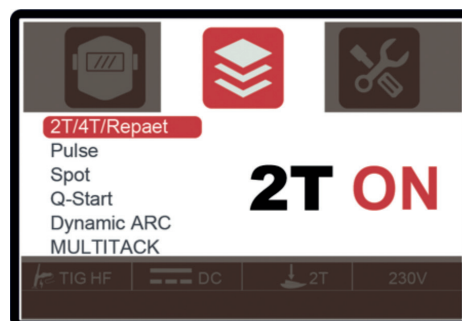 2T/4T/Repaet
Pulse
Spot
Q-Start
Dynamic ARC
MULTITACK
2T ON
TIG HF DC 2T 230V